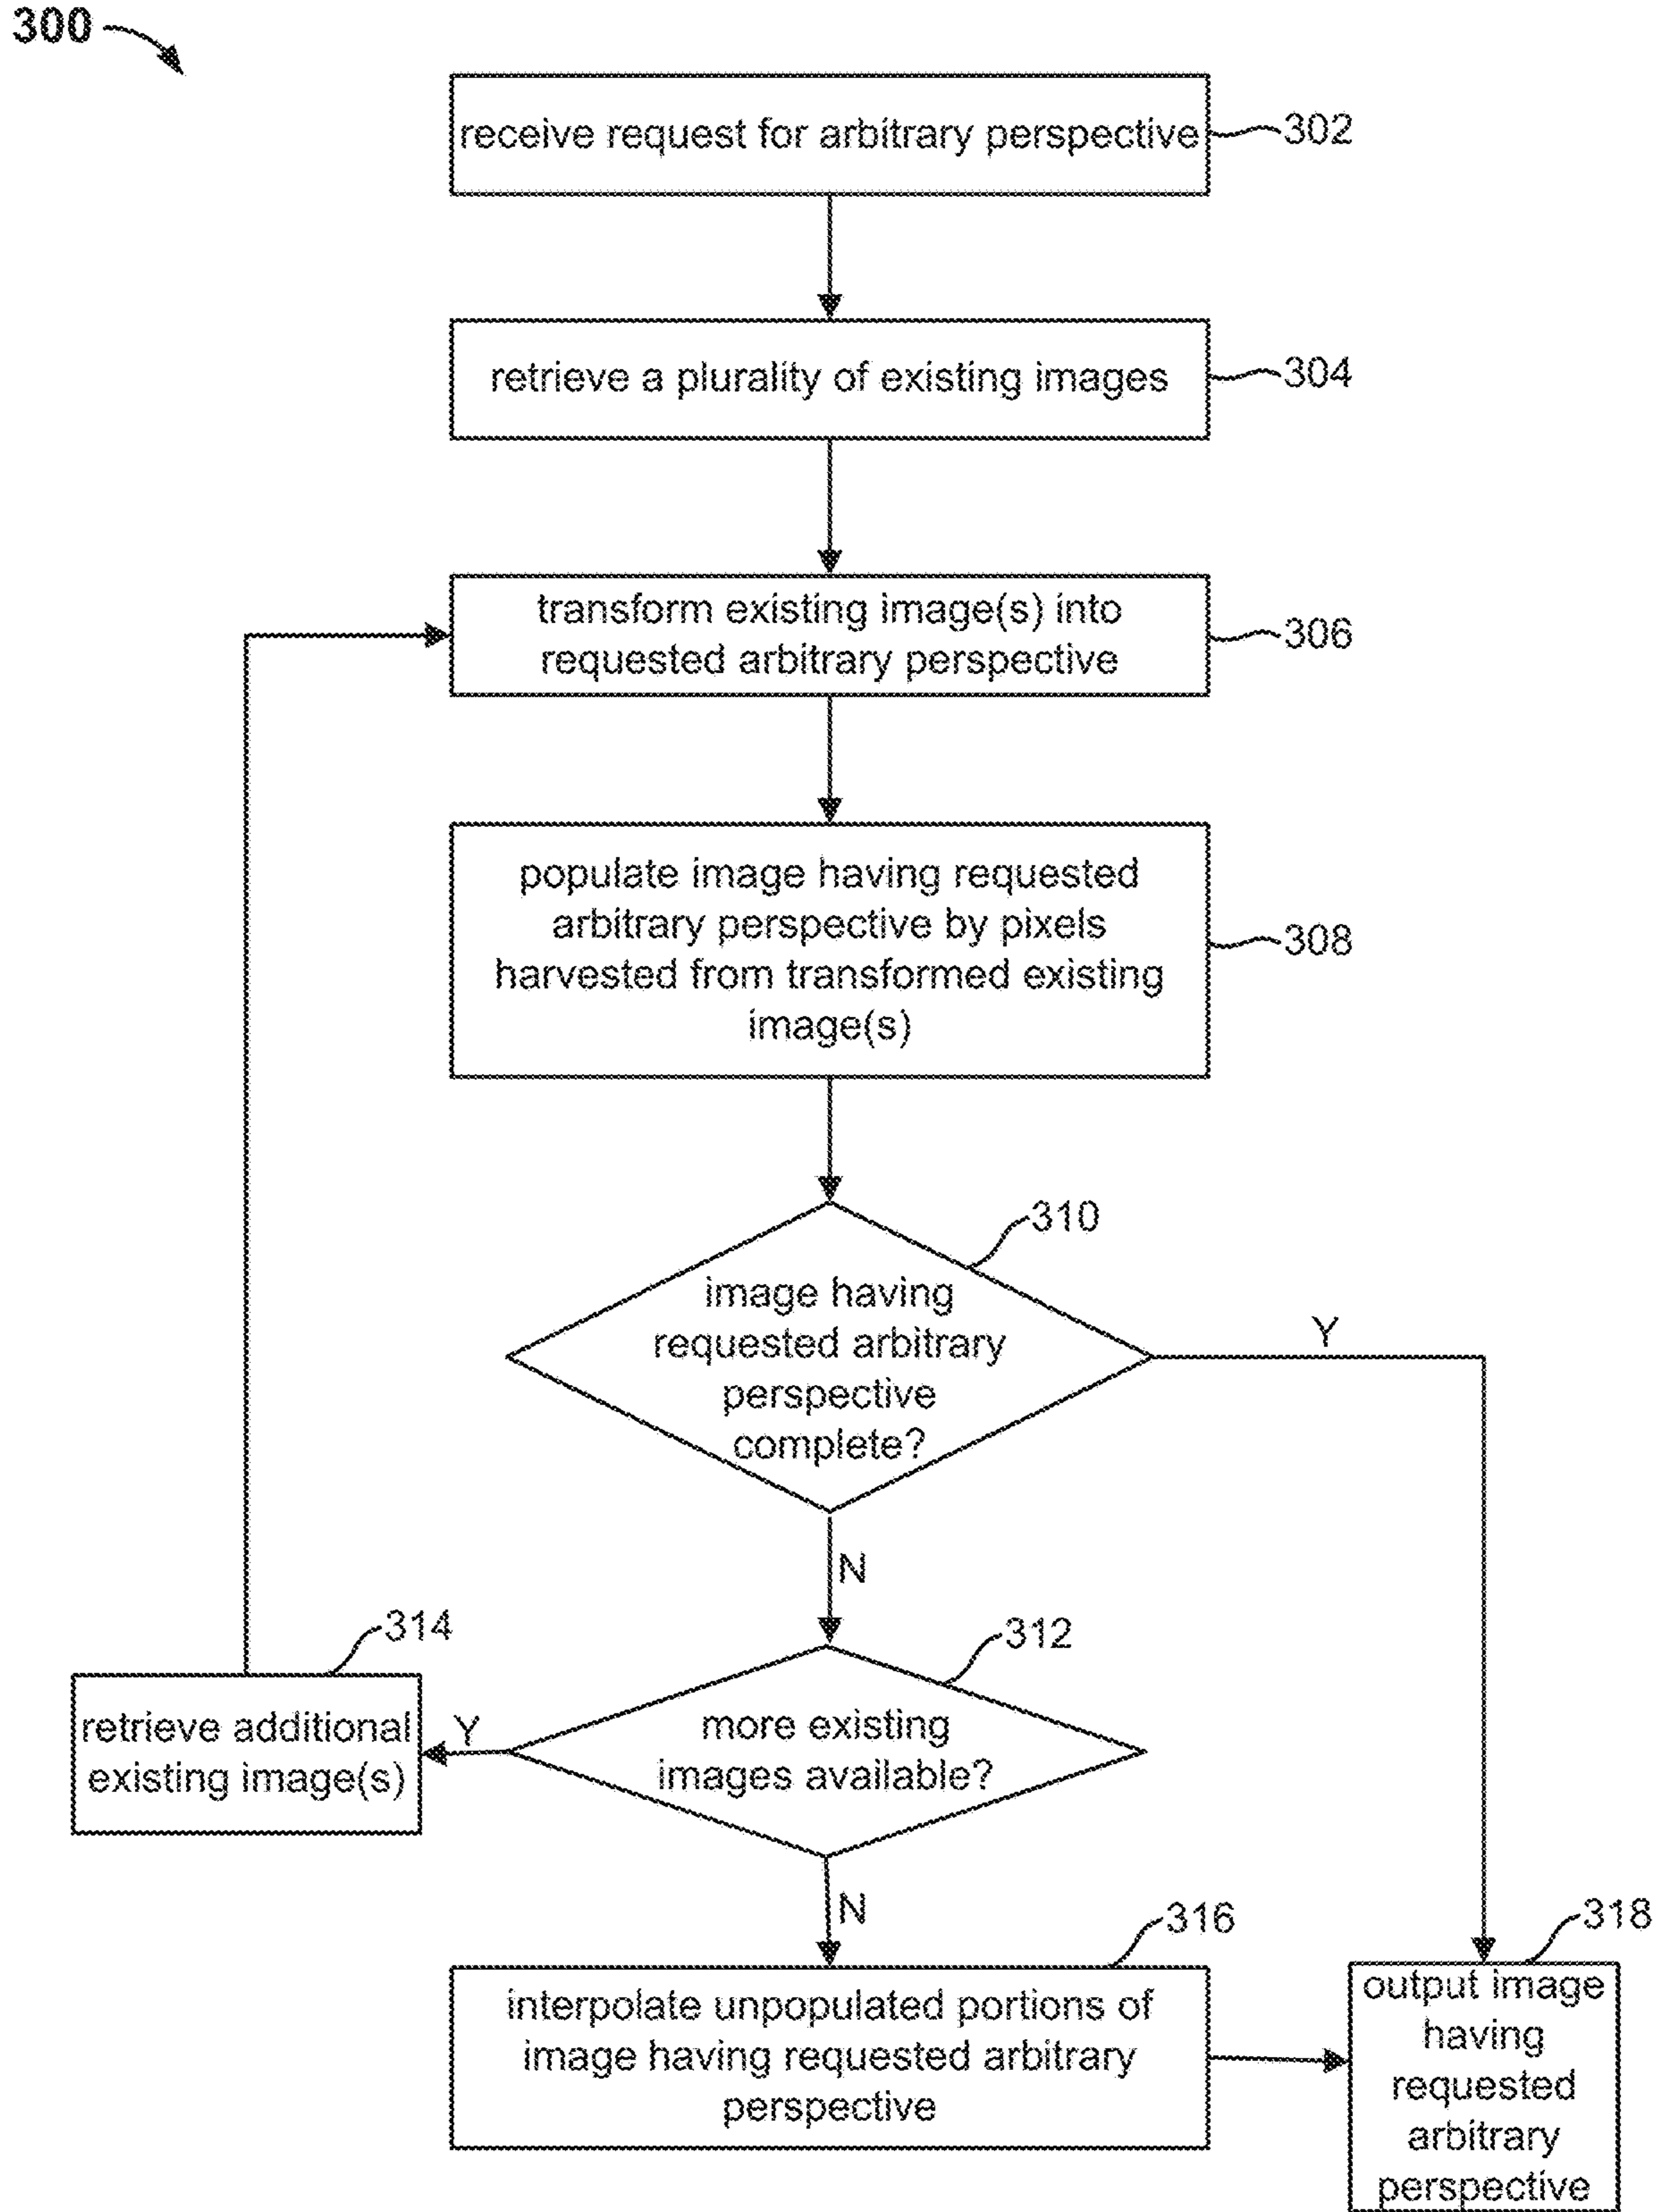 300
receive request for arbitrary perspective
302
retrieve a plurality of existing images
304
transform existing image(s) into
requested arbitrary perspective
306
populate image having requested
arbitrary perspective by pixels
harvested from transformed existing
image(s)
308
310
image having
requested arbitrary
perspective
complete?
Y
N
314
312
retrieve additional
existing image(s)
Y
more existing
images available?
N
316
318
interpolate unpopulated portions of
image having requested arbitrary
perspective
output image
having
requested
arbitrary
perspective